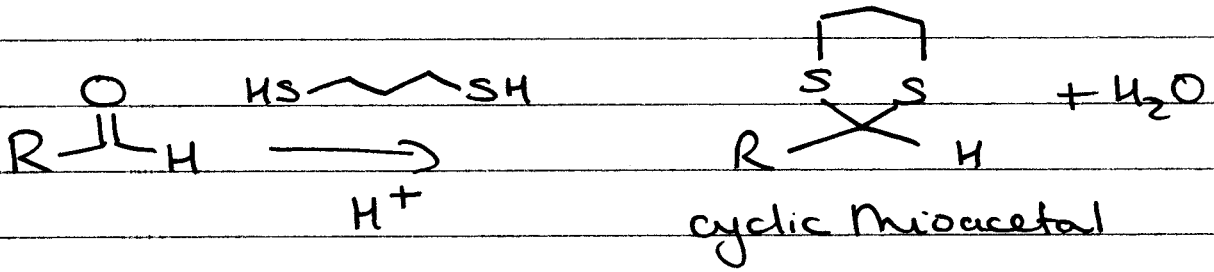 O HS SH S S + H₂O
R H → R H
H⁺ cyclic thioacetal